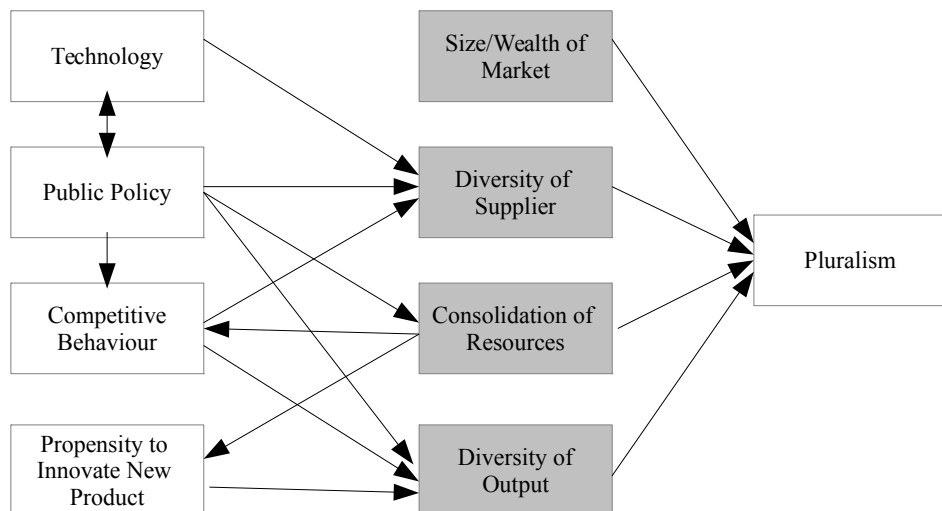 Technology
Size/Wealth of
Market
Public Policy
Diversity of
Supplier
Pluralism
Competitive
Behaviour
Consolidation of
Resources
Propensity to
Innovate New
Product
Diversity of
Output